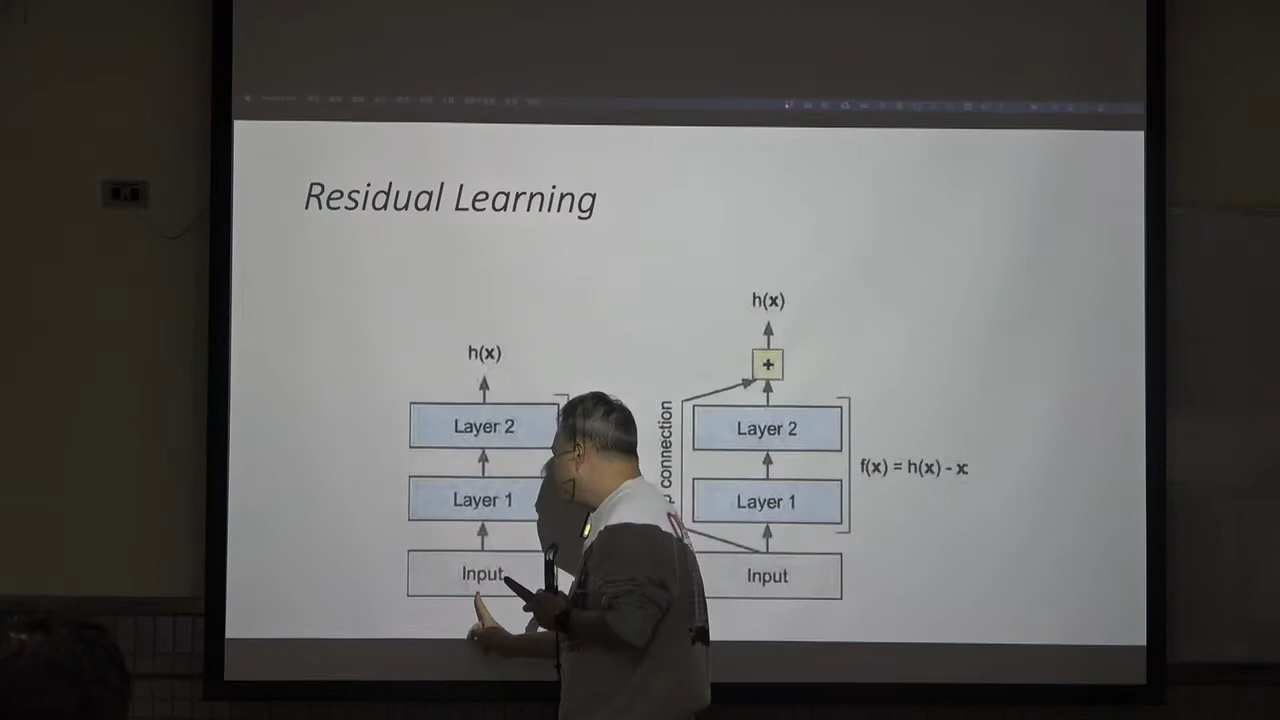 Residual Learning
h(x)
Layer 2
Layer 1
Input
h(x)
+
connection
Layer 2
Layer 1
Input
f(x) = h(x) - x